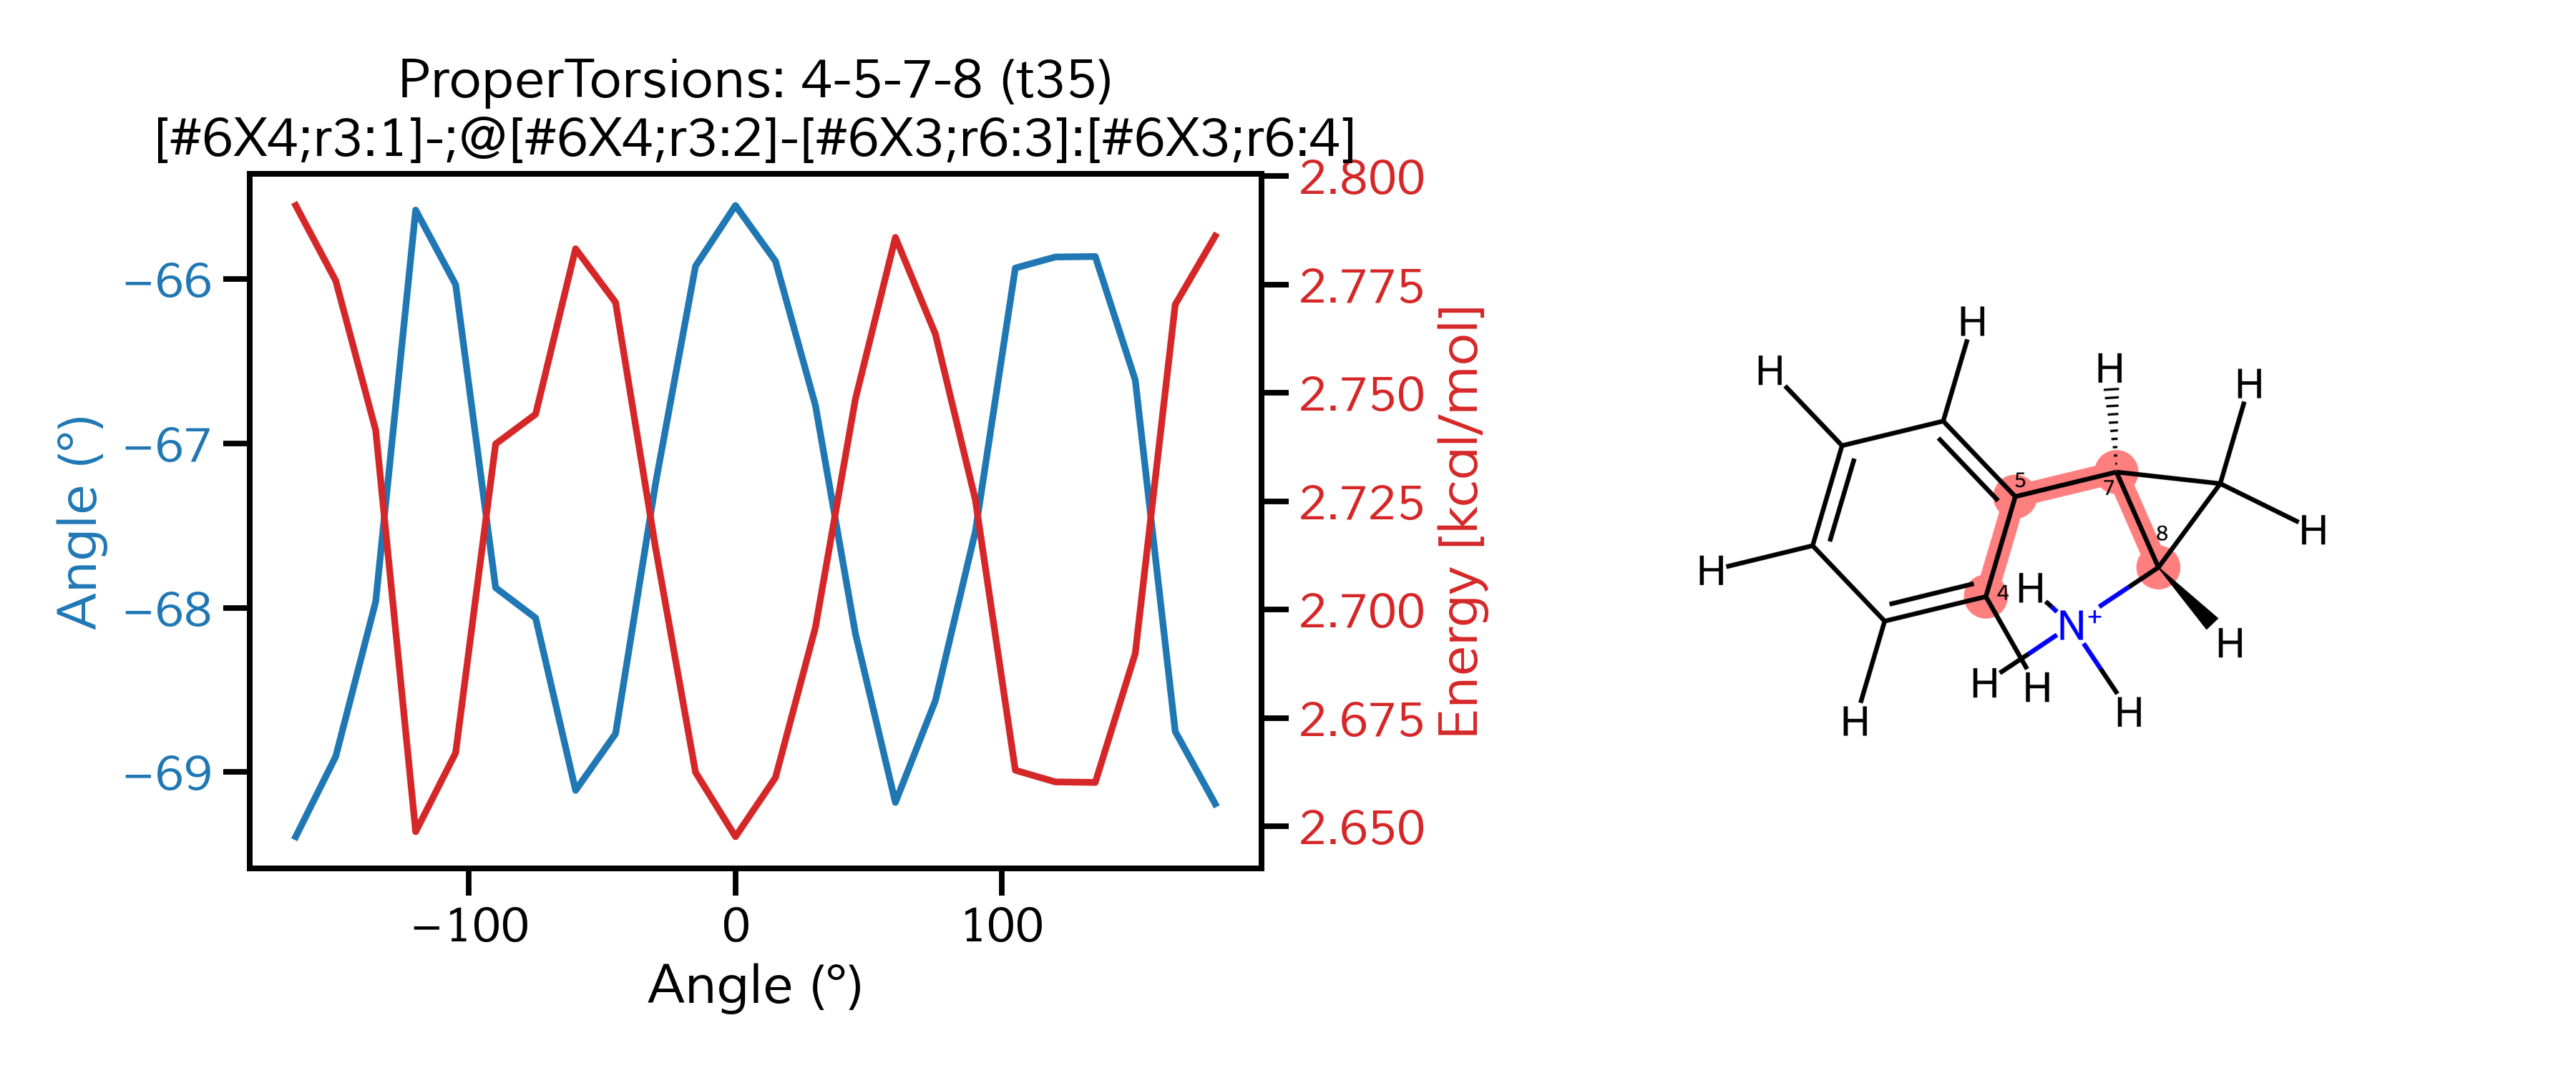 ProperTorsions: 4-5-7-8 (t35)
[#6X4;r3:1]-;@[#6X4;r3:2]-[#6X3;r6:3]:[#6X3;r6:4]
Angle (°)
−66
−67
−68
−69
−100
0
100
Angle (°)
2.800
2.775
2.750
2.725
2.700
2.675
2.650
Energy [kcal/mol]
H
H
H
H
5
7
8
H
H
4
H
N+
H
H
H
H
H